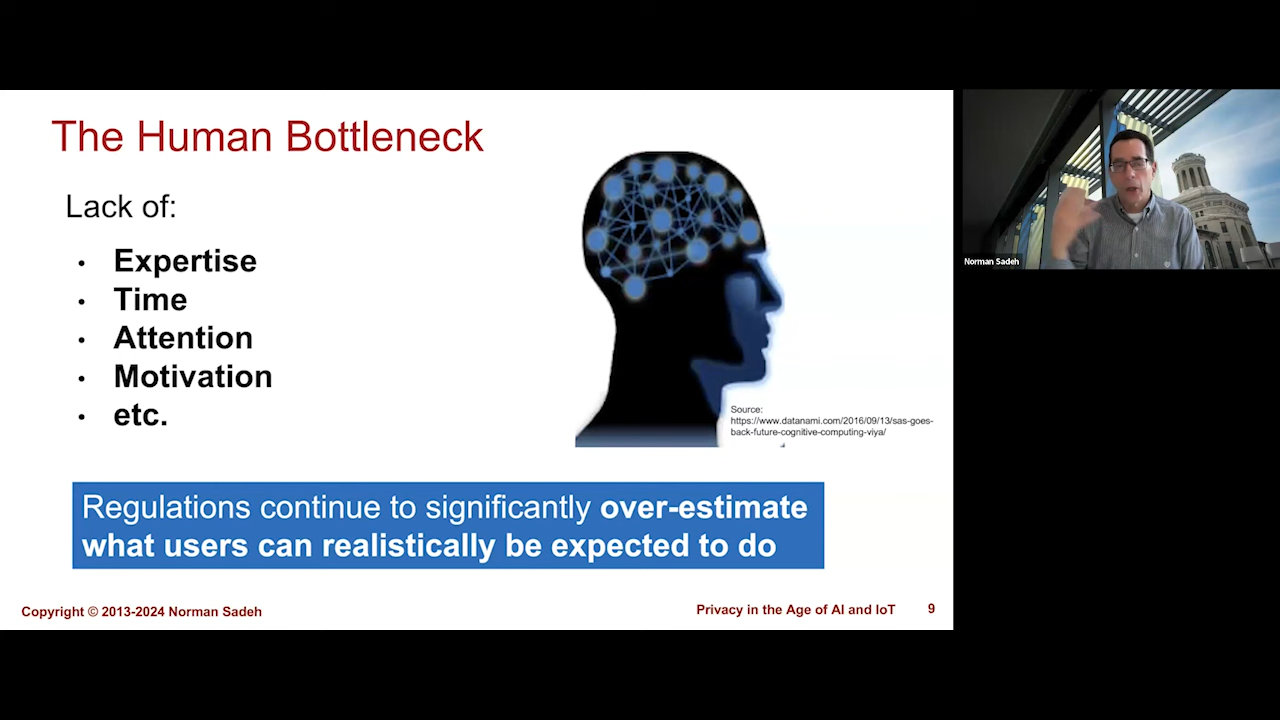 The Human Bottleneck
Lack of:
• Expertise
• Time
• Attention
• Motivation
• etc.
Source:
https://www.datanami.com/2016/09/13/sas-goes-
back-future-cognitive-computing-viya/
Regulations continue to significantly over-estimate
what users can realistically be expected to do
Copyright © 2013-2024 Norman Sadeh
Privacy in the Age of AI and IoT
9
Norman Sadeh